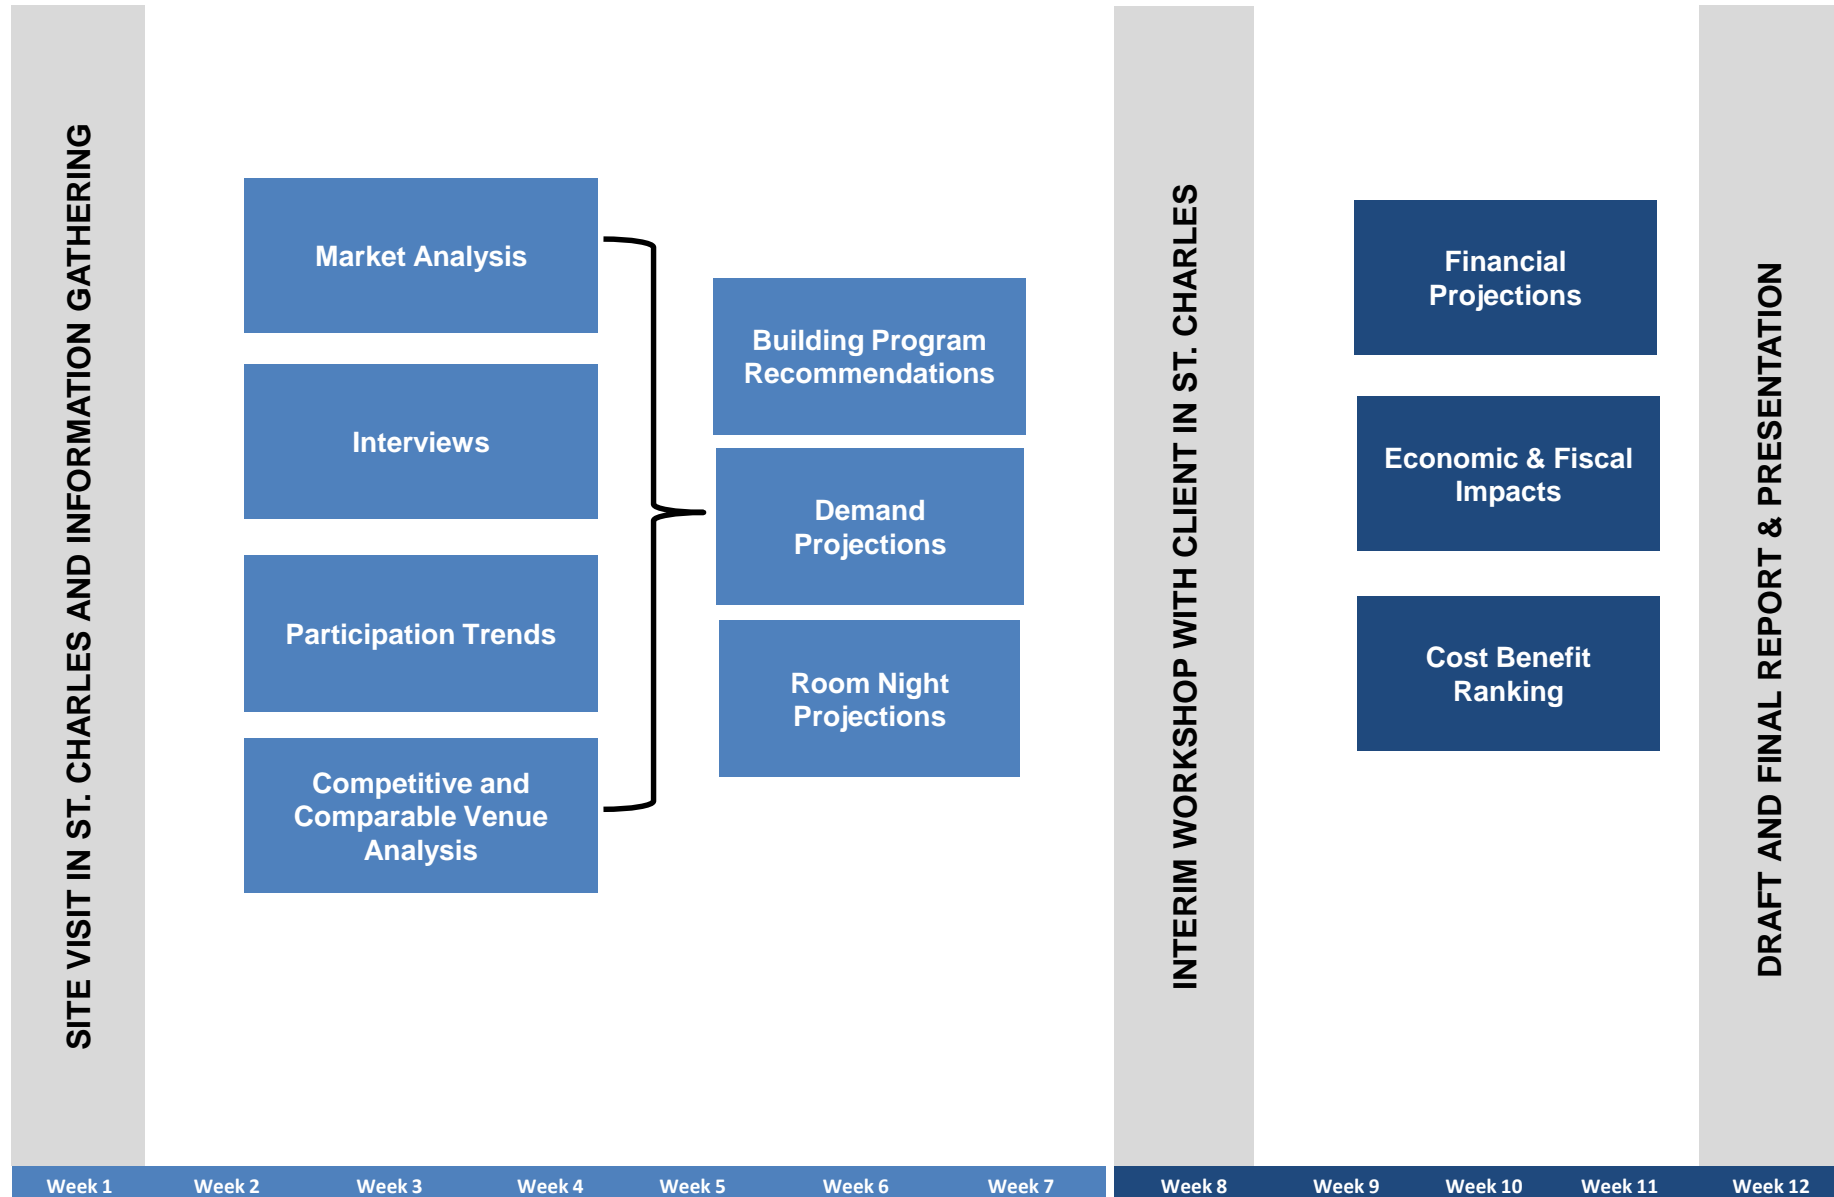 SITE VISIT IN ST. CHARLES AND INFORMATION GATHERING
Market Analysis
Interviews
Participation Trends
Competitive and
Comparable Venue
Analysis
Building Program
Recommendations
Demand
Projections
Room Night
Projections
INTERIM WORKSHOP WITH CLIENT IN ST. CHARLES
Financial
Projections
Economic & Fiscal
Impacts
Cost Benefit
Ranking
DRAFT AND FINAL REPORT & PRESENTATION
Week 1 Week 2 Week 3 Week 4 Week 5 Week 6 Week 7 Week 8 Week 9 Week 10 Week 11 Week 12